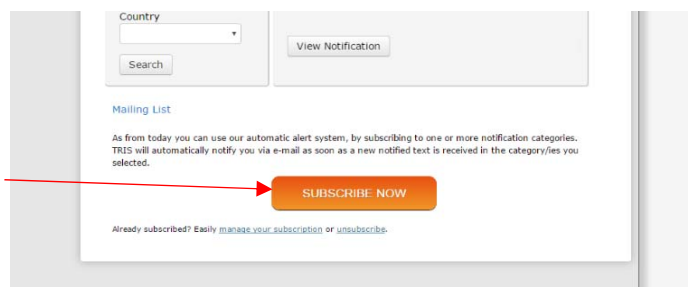 Country
Search
View Notification
Mailing List
As from today you can use our automatic alert system, by subscribing to one or more notification categories.
TRIS will automatically notify you via e-mail as soon as a new notified text is received in the category/ies you
selected.
SUBSCRIBE NOW
Already subscribed? Easily manage your subscription or unsubscribe.